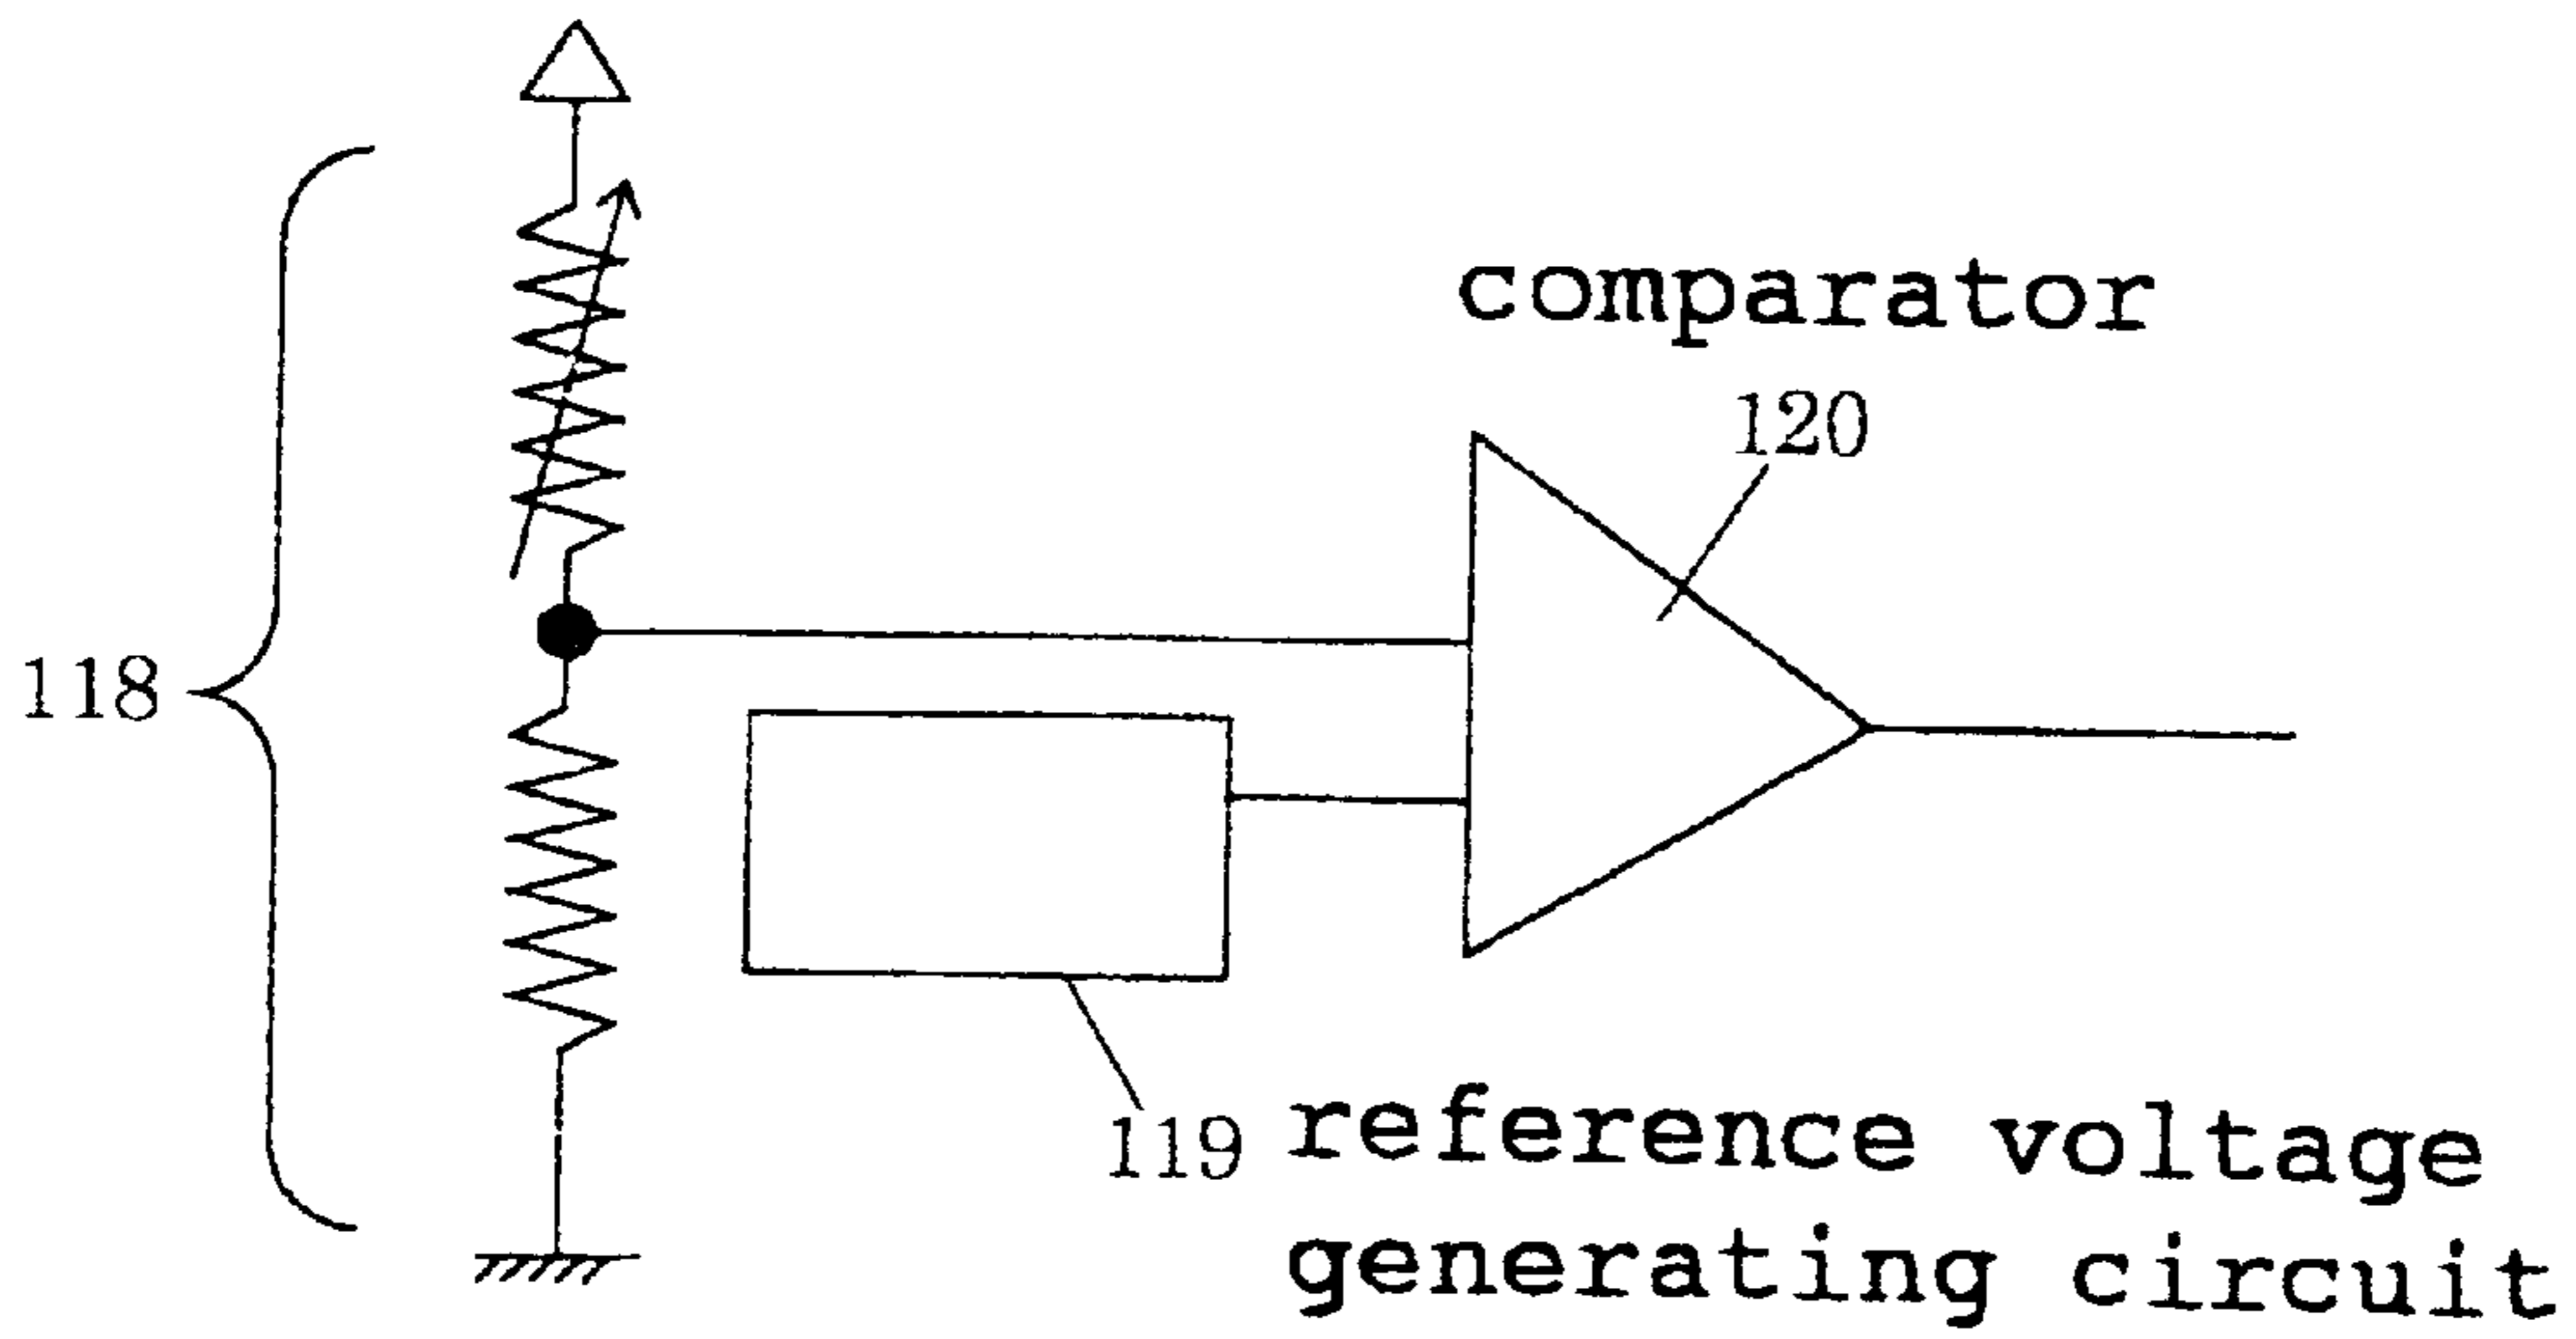 comparator
120
118
119 reference voltage
generating circuit